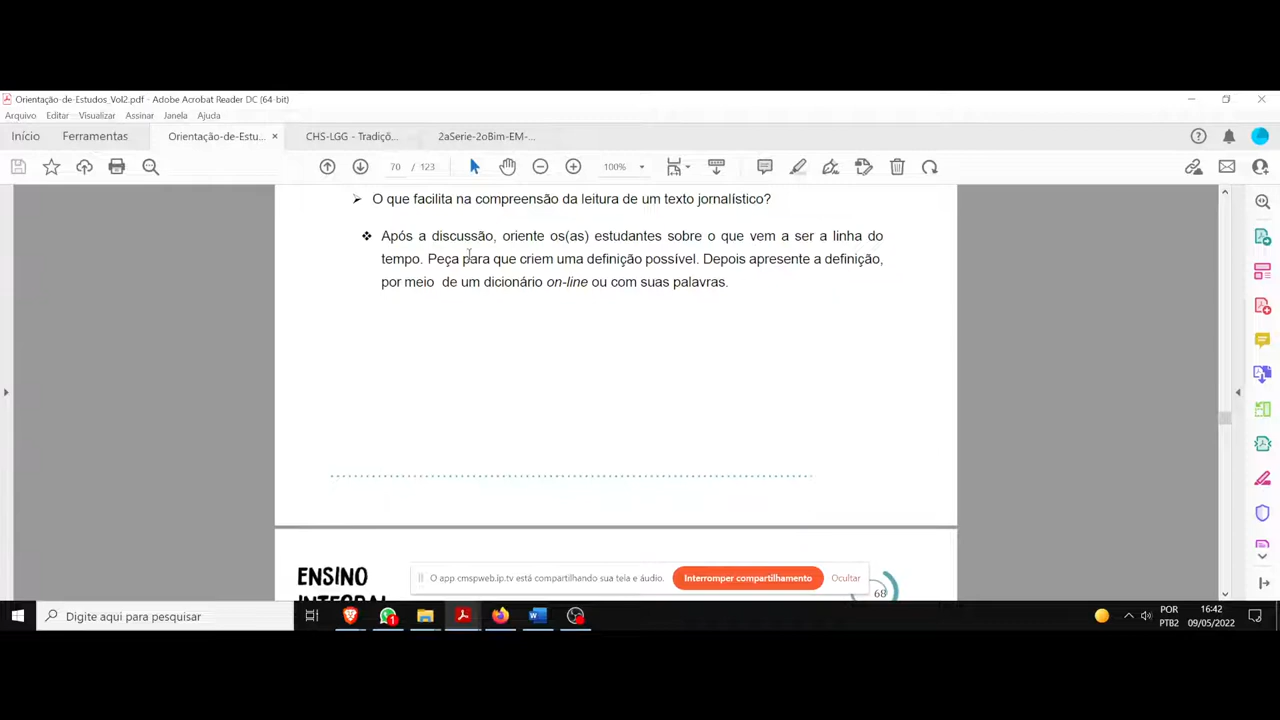 Orientação-de-Estudos_Vol2.pdf - Adobe Acrobat Reader DC (64-bit)
Arquivo Editar Visualizar Assinar Janela Ajuda
Início Ferramentas Orientação-de-Estu... × CHS-LGG - Tradiçõ... 2aSerie-2oBim-EM-...
70 / 123 100%
➢ O que facilita na compreensão da leitura de um texto jornalístico?
❖ Após a discussão, oriente os(as) estudantes sobre o que vem a ser a linha do
tempo. Peça para que criem uma definição possível. Depois apresente a definição,
por meio de um dicionário on-line ou com suas palavras.
ENSINO
INTEGRAL
O app cmspweb.ip.tv está compartilhando sua tela e áudio. Interromper compartilhamento Ocultar
68
Digite aqui para pesquisar
POR
PTB2
16:42
09/05/2022